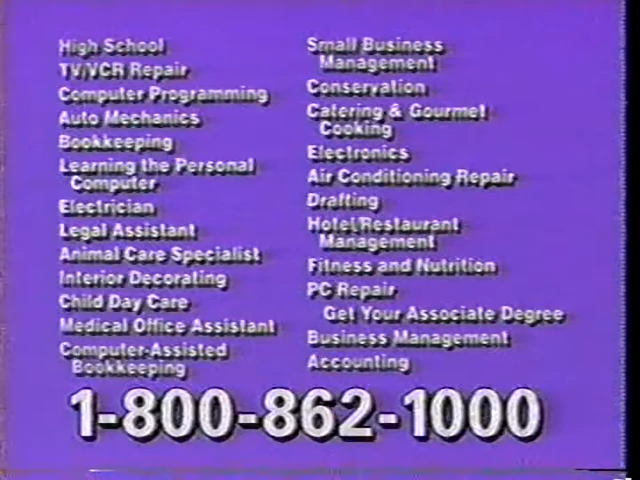 High School
TV/VCR Repair
Computer Programming
Auto Mechanics
Bookkeeping
Learning the Personal
Computer
Electrician
Legal Assistant
Animal Care Specialist
Interior Decorating
Child Day Care
Medical Office Assistant
Computer-Assisted
Bookkeeping
Small Business
Management
Conservation
Catering & Gourmet
Cooking
Electronics
Air Conditioning Repair
Drafting
Hotel/Restaurant
Management
Fitness and Nutrition
PC Repair
Get Your Associate Degree
Business Management
Accounting
1-800-862-1000